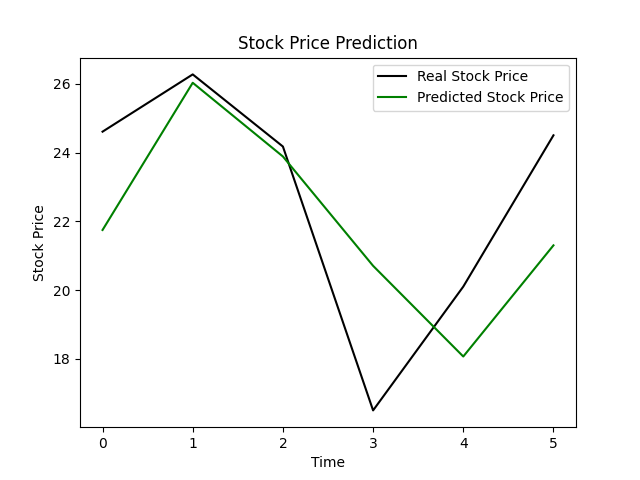 Stock Price Prediction
Real Stock Price
Predicted Stock Price
26
24
22
20
18
Stock Price
0 1 2 3 4 5
Time